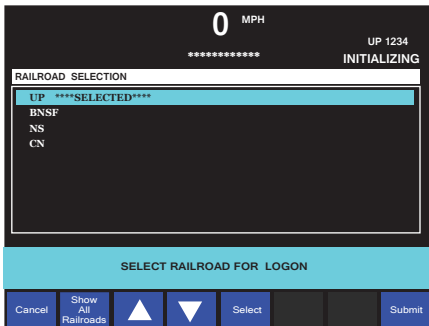 0 MPH
************
UP 1234
INITIALIZING
RAILROAD SELECTION
UP ****SELECTED****
BNSF
NS
CN
SELECT RAILROAD FOR LOGON
Cancel
Show
All
Railroads
Select
Submit